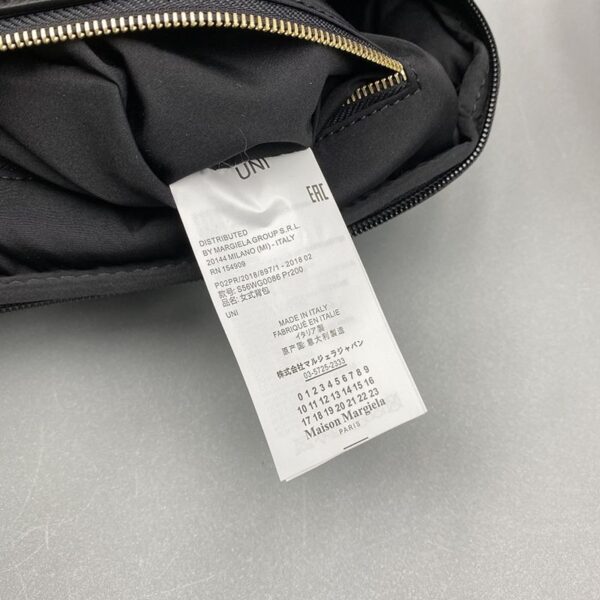 UNI
EAC
DISTRIBUTED
BY MARGIELA GROUP S.R.L.
20144 MILANO (MI) - ITALY
RN 154909
P02PR/2018/697/1 - 2018 02
款号: S56WG0086 Pr200
品名: 女式背包
UNI
MADE IN ITALY
FABRIQUÉ EN ITALIE
イタリア製
原产国: 意大利製造
株式会社マルジェラジャパン
03-5725-2333
0 1 2 3 4 5 6 7 8 9
10 11 12 13 14 15 16
17 18 19 20 21 22 23
Maison Margiela
PARIS